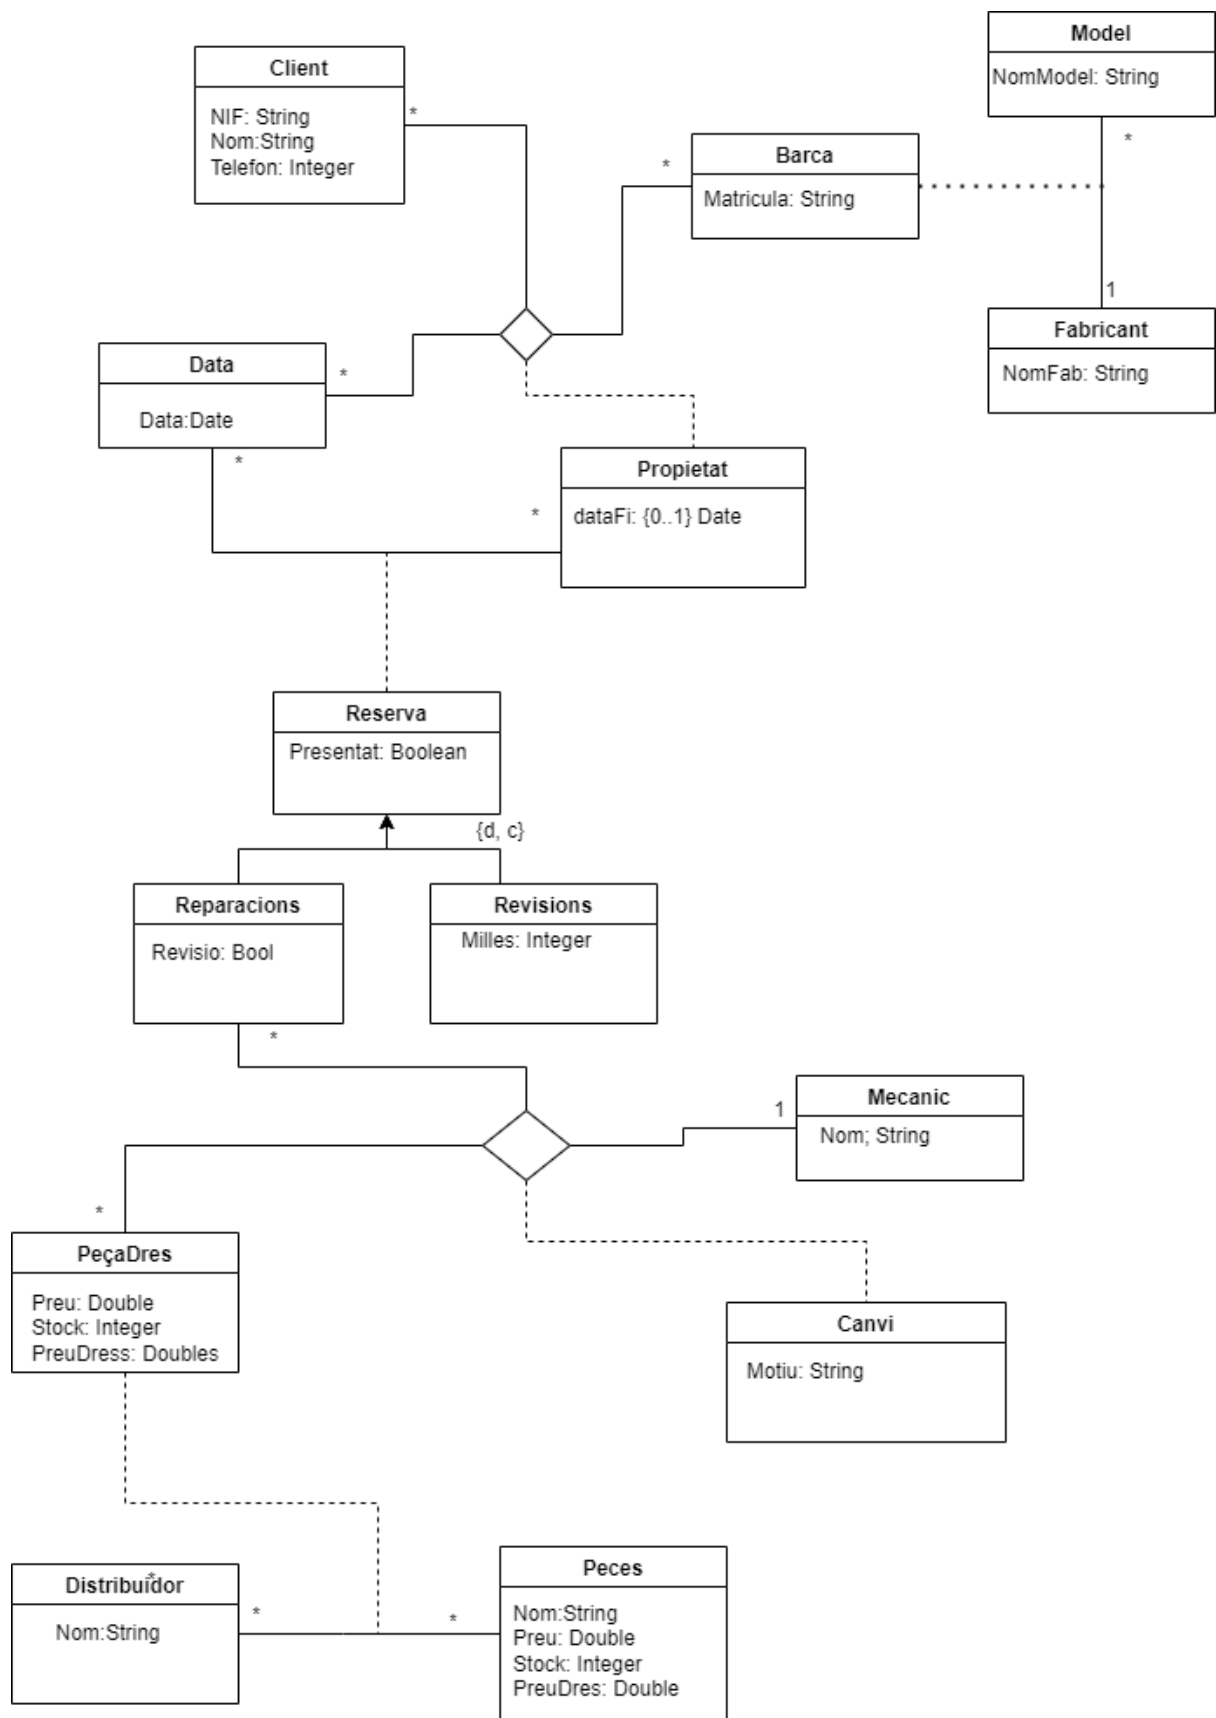 Model
NomModel: String
*
Client
NIF: String
Nom:String
Telefon: Integer
*
Barca
Matricula: String
*
1
Fabricant
NomFab: String
Data
Data:Date
*
*
Propietat
dataFi: {0..1} Date
*
Reserva
Presentat: Boolean
{d, c}
Reparacions
Revisio: Bool
*
Revisions
Milles: Integer
Mecanic
Nom; String
1
*
PeçaDres
Preu: Double
Stock: Integer
PreuDress: Doubles
Canvi
Motiu: String
Distribuïdor
*
Nom:String
*
*
Peces
Nom:String
Preu: Double
Stock: Integer
PreuDres: Double